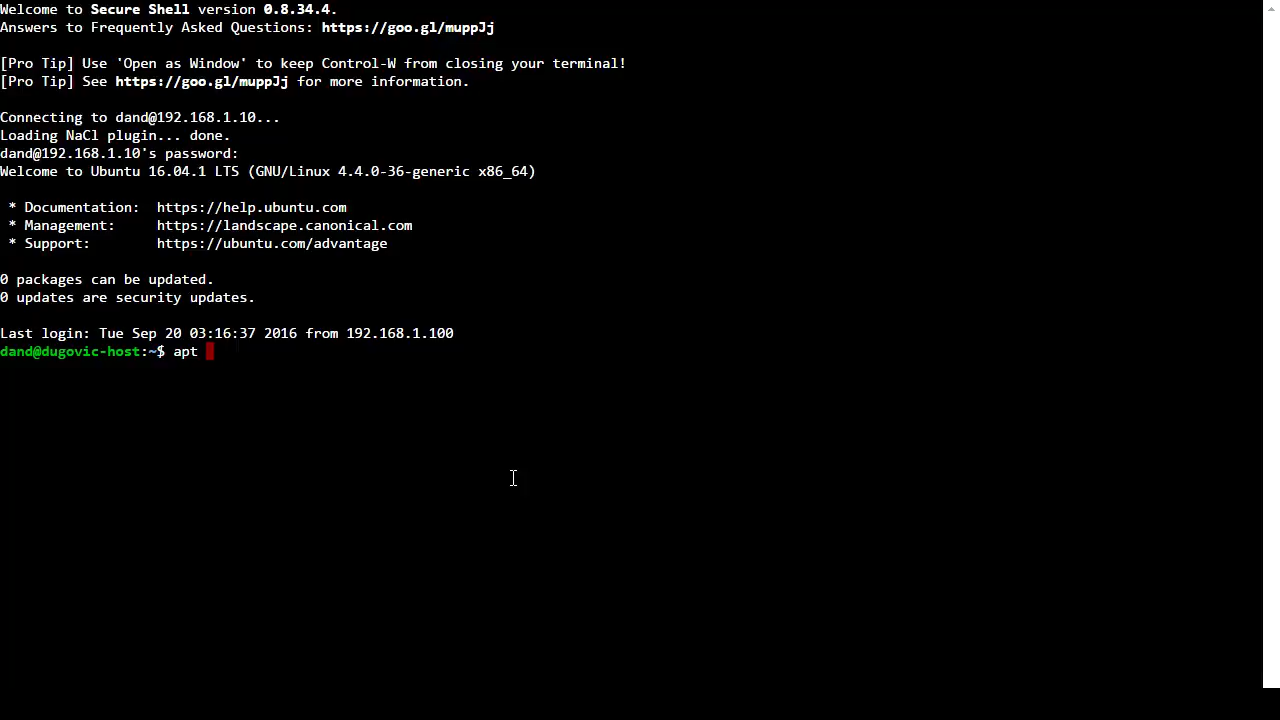 Welcome to Secure Shell version 0.8.34.4.
Answers to Frequently Asked Questions: https://goo.gl/muppJj
[Pro Tip] Use 'Open as Window' to keep Control-W from closing your terminal!
[Pro Tip] See https://goo.gl/muppJj for more information.
Connecting to dand@192.168.1.10...
Loading NaCl plugin... done.
dand@192.168.1.10's password:
Welcome to Ubuntu 16.04.1 LTS (GNU/Linux 4.4.0-36-generic x86_64)
* Documentation:  https://help.ubuntu.com
* Management:     https://landscape.canonical.com
* Support:        https://ubuntu.com/advantage
0 packages can be updated.
0 updates are security updates.
Last login: Tue Sep 20 03:16:37 2016 from 192.168.1.100
dand@dugovic-host:~$ apt